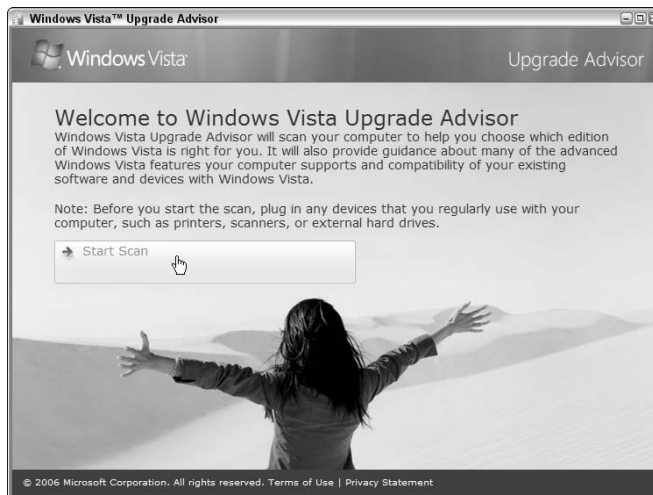 Windows Vista™ Upgrade Advisor
Windows Vista™
Upgrade Advisor
Welcome to Windows Vista Upgrade Advisor
Windows Vista Upgrade Advisor will scan your computer to help you choose which edition
of Windows Vista is right for you. It will also provide guidance about many of the advanced
Windows Vista features your computer supports and compatibility of your existing
software and devices with Windows Vista.
Note: Before you start the scan, plug in any devices that you regularly use with your
computer, such as printers, scanners, or external hard drives.
Start Scan
© 2006 Microsoft Corporation. All rights reserved. Terms of Use | Privacy Statement